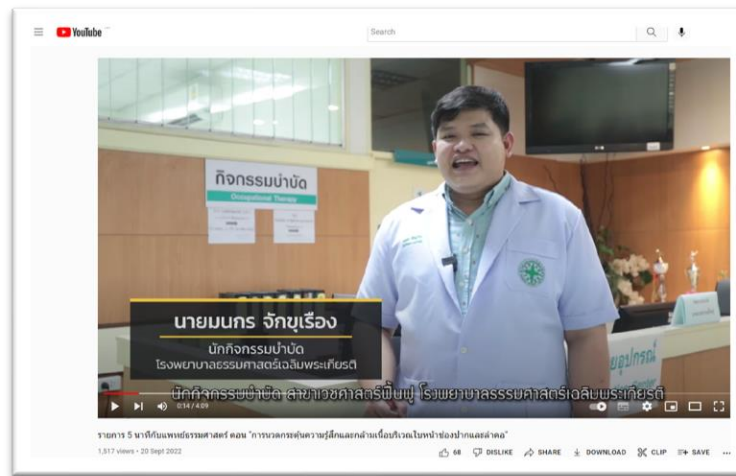 YouTube
Search
กิจกรรมบำบัด
Occupational Therapy
นายมนกร จักขุเรือง
นักกิจกรรมบำบัด
โรงพยาบาลธรรมศาสตร์เฉลิมพระเกียรติ
ยอุปกรณ์
นักกิจกรรมบำบัด สาขาเวชศาสตร์ฟื้นฟู โรงพยาบาลธรรมศาสตร์เฉลิมพระเกียรติ
0:14 / 4:09
รายการ 5 นาทีกับแพทย์ธรรมศาสตร์ ตอน "การนวดกระตุ้นความรู้สึกและกล้ามเนื้อบริเวณใบหน้าช่องปากและลำคอ"
1,517 views • 20 Sept 2022
68 DISLIKE SHARE DOWNLOAD CLIP SAVE